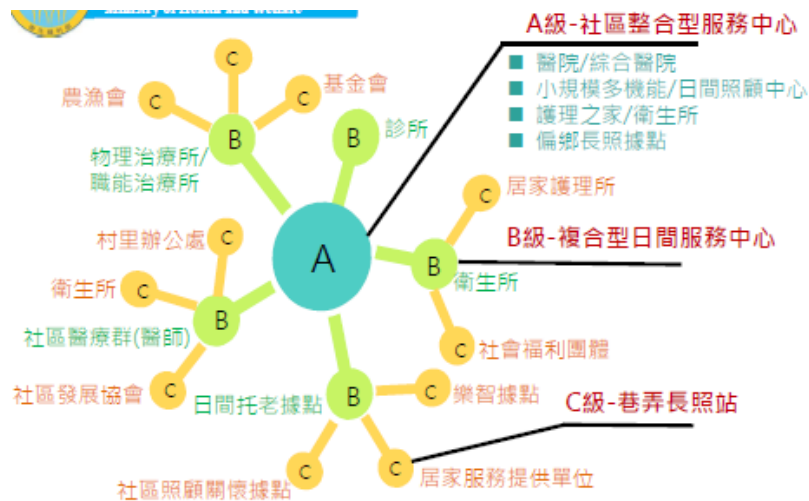 Ministry of Health and Welfare
A級-社區整合型服務中心
■ 醫院/綜合醫院
■ 小規模多機能/日間照顧中心
■ 護理之家/衛生所
■ 偏鄉長照據點
C
農漁會
C
C
基金會
B
物理治療所/
職能治療所
B
診所
C
居家護理所
B級-複合型日間服務中心
A
村里辦公處
C
B
衛生所
衛生所
C
B
社區醫療群(醫師)
C
社會福利團體
社區發展協會
C
日間托老據點
B
C
樂智據點
C級-巷弄長照站
社區照顧關懷據點
C
C
居家服務提供單位